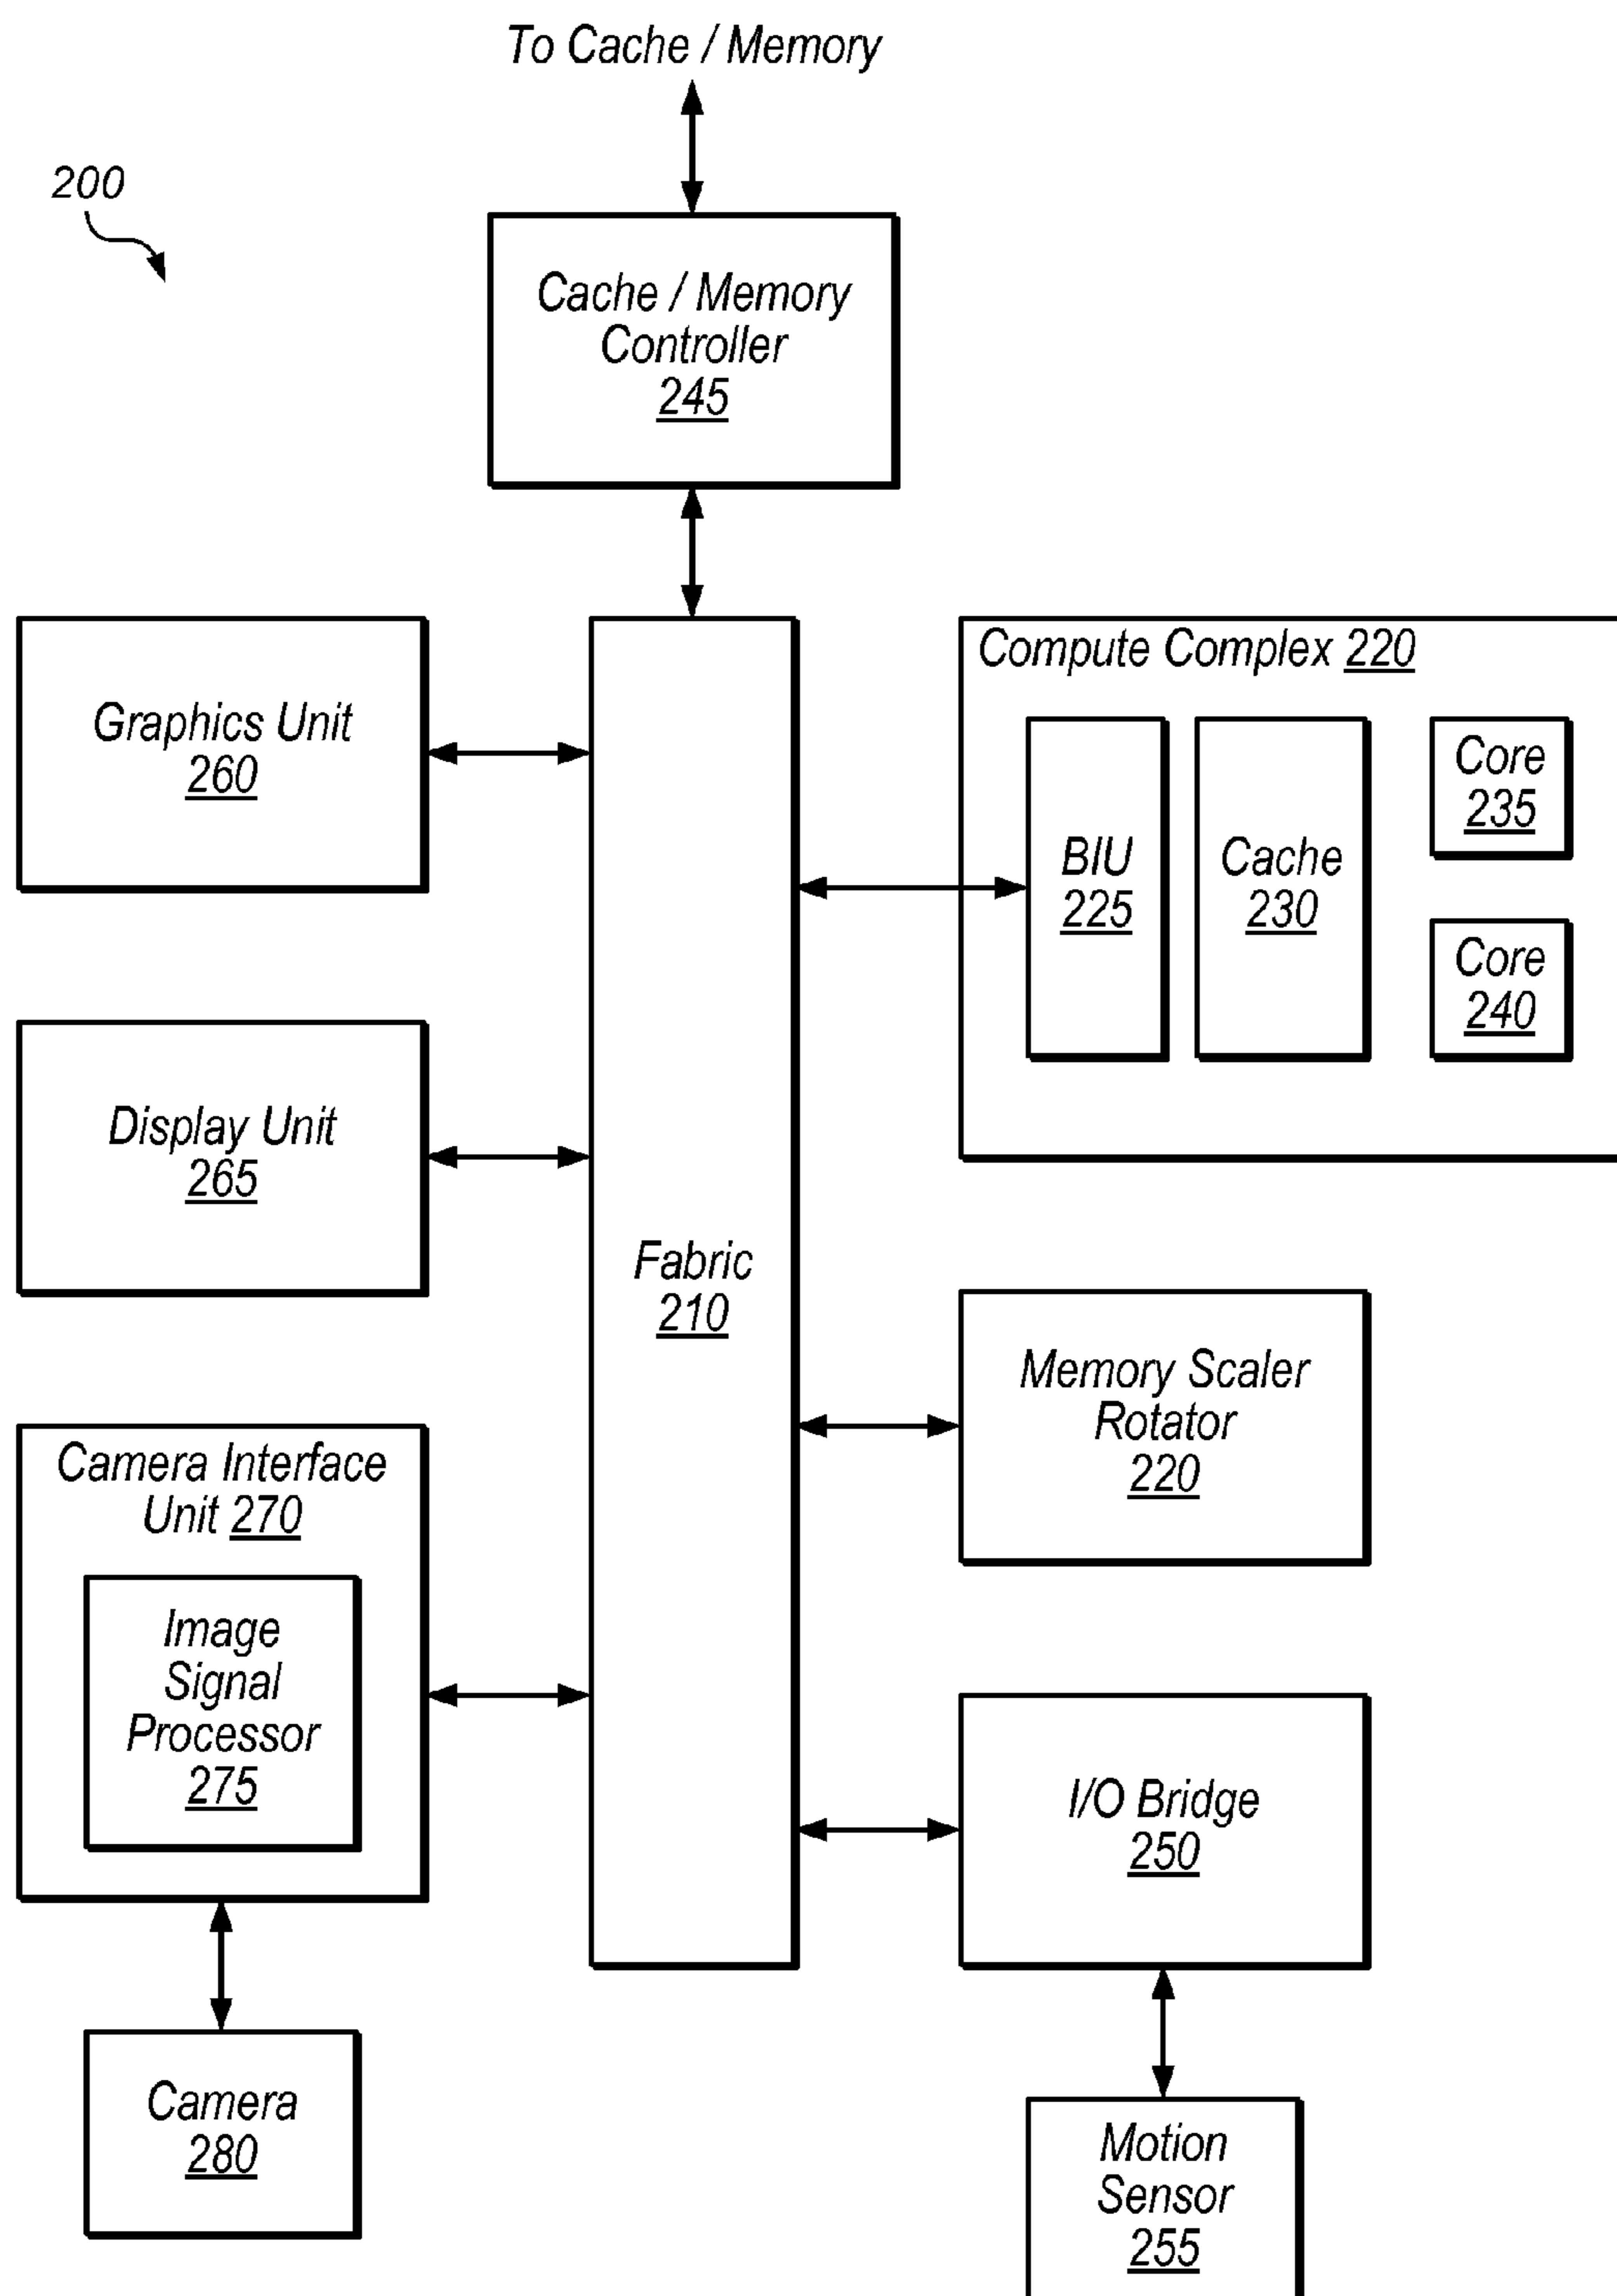 To Cache / Memory
200
Cache / Memory
Controller
245
Graphics Unit
260
Compute Complex 220
BIU
225
Cache
230
Core
235
Core
240
Display Unit
265
Fabric
210
Memory Scaler
Rotator
220
Camera Interface
Unit 270
Image
Signal
Processor
275
I/O Bridge
250
Camera
280
Motion
Sensor
255